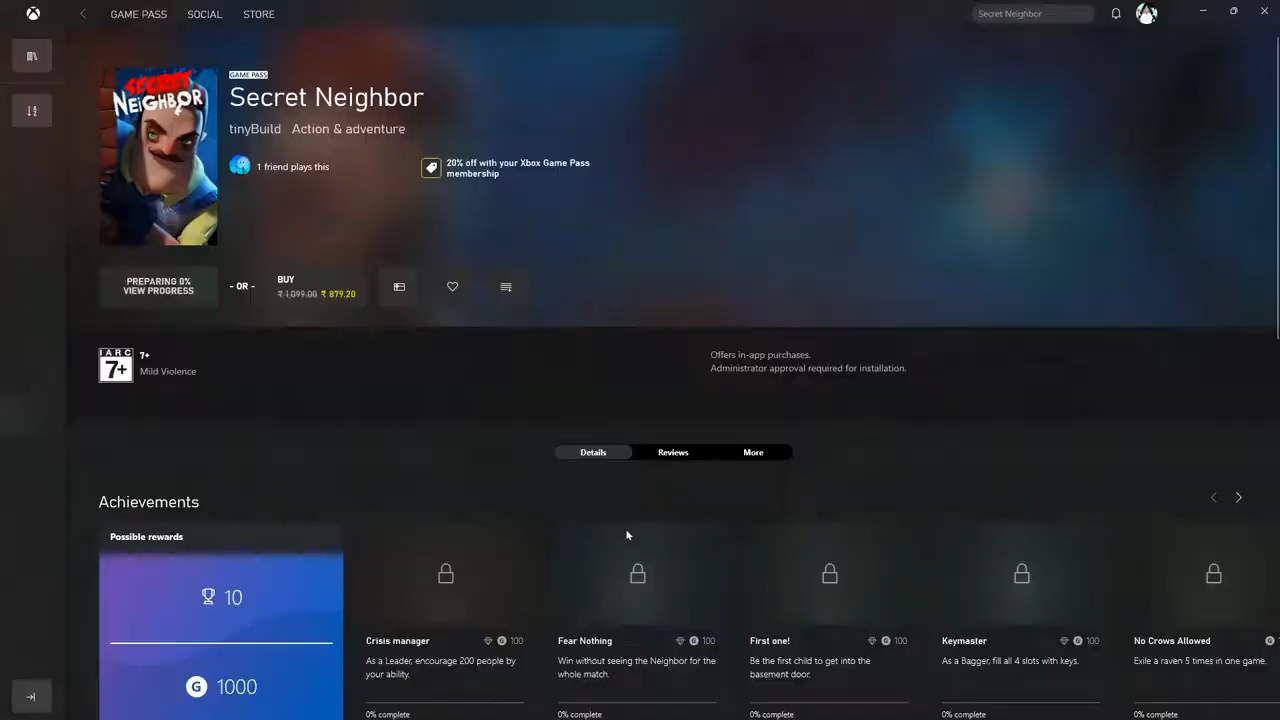 GAME PASS
SOCIAL
STORE
Secret Neighbor
SECRET
NEiGHBOR
GAME PASS
Secret Neighbor
tinyBuild Action & adventure
1 friend plays this
20% off with your Xbox Game Pass
membership
PREPARING 0%
VIEW PROGRESS
- OR -
BUY
₹ 1,099.00 ₹ 879.20
IARC
7+
7+
Mild Violence
Offers in-app purchases.
Administrator approval required for installation.
Details
Reviews
More
Achievements
Possible rewards
10
G 1000
Crisis manager
G 100
As a Leader, encourage 200 people by
your ability.
0% complete
Fear Nothing
G 100
Win without seeing the Neighbor for the
whole match.
0% complete
First one!
G 100
Be the first child to get into the
basement door.
0% complete
Keymaster
G 100
As a Bagger, fill all 4 slots with keys.
0% complete
No Crows Allowed
G
Exile a raven 5 times in one game.
0% complete